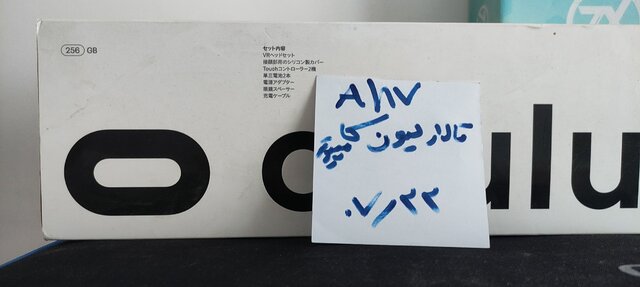 256 GB
セット内容
VRヘッドセット
接顔部用のシリコン製カバー
Touchコントローラー2機
単三電池2本
電源アダプター
眼鏡スペーサー
充電ケーブル
۸/۱۷
تالار لیون کامپیوتر
۰۷/۲۲